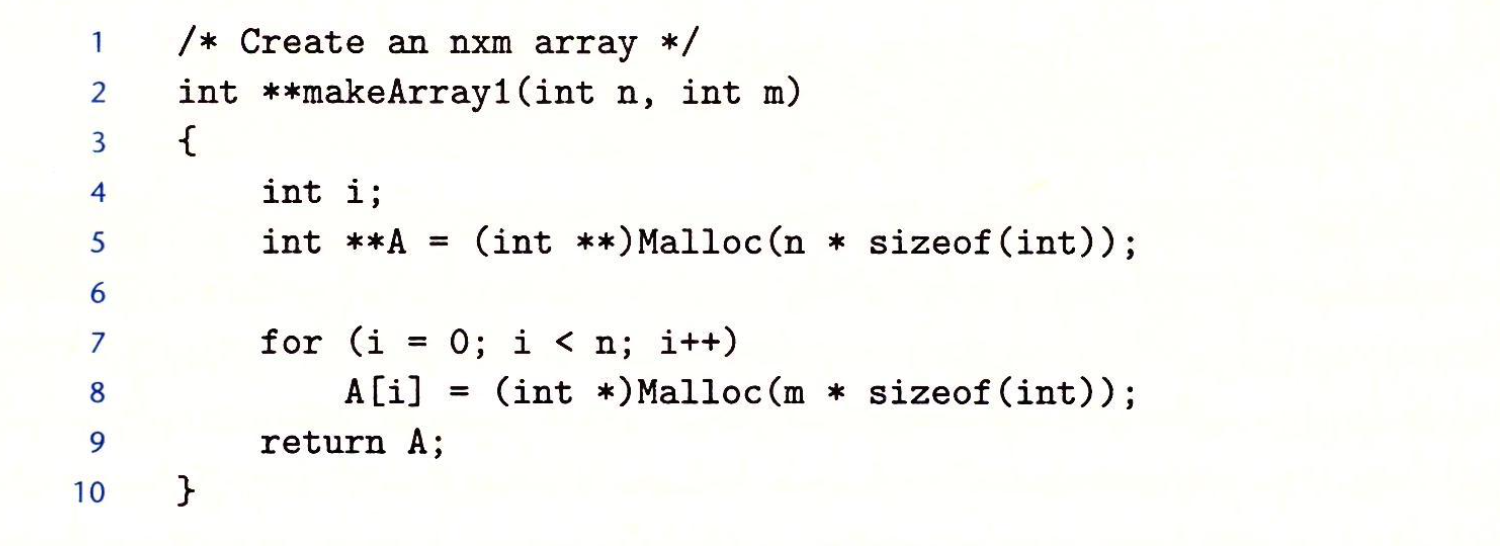 1 /* Create an nxm array */
2 int **makeArray1(int n, int m)
3 {
4     int i;
5     int **A = (int **)Malloc(n * sizeof(int));
6
7     for (i = 0; i < n; i++)
8         A[i] = (int *)Malloc(m * sizeof(int));
9     return A;
10 }